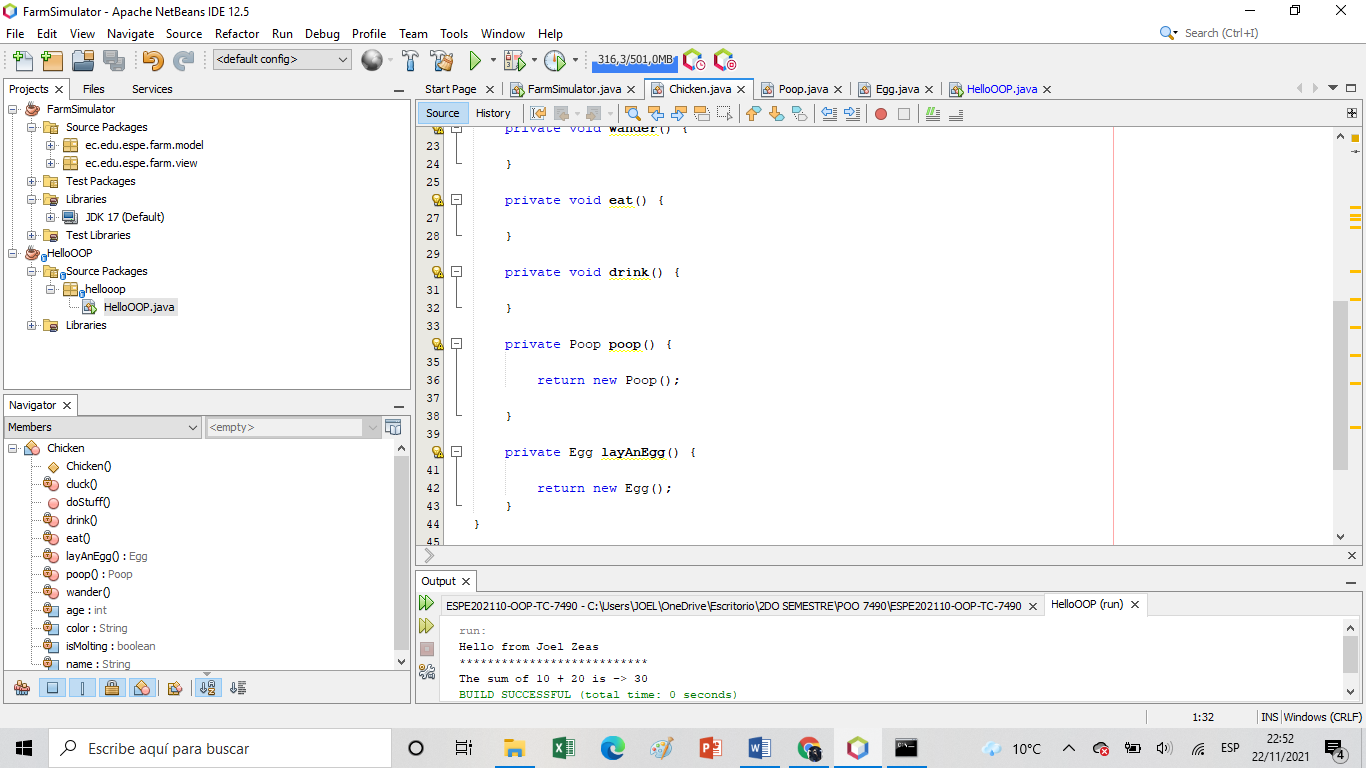 FarmSimulator - Apache NetBeans IDE 12.5
File Edit View Navigate Source Refactor Run Debug Profile Team Tools Window Help
Search (Ctrl+I)
<default config>
316,3/501,0MB
Projects
Files
Services
FarmSimulator
Source Packages
ec.edu.espe.farm.model
ec.edu.espe.farm.view
Test Packages
Libraries
JDK 17 (Default)
Test Libraries
HelloOOP
Source Packages
hellooop
HelloOOP.java
Libraries
Navigator
Members
<empty>
Chicken
Chicken()
cluck()
doStuff()
drink()
eat()
layAnEgg() : Egg
poop() : Poop
wander()
age : int
color : String
isMolting : boolean
name : String
Start Page
FarmSimulator.java
Chicken.java
Poop.java
Egg.java
HelloOOP.java
Source
History
private void wander() {
23
24 }
25
private void eat() {
27
28 }
29
private void drink() {
31
32 }
33
private Poop poop() {
35
36 return new Poop();
37
38 }
39
private Egg layAnEgg() {
41
42 return new Egg();
43 }
44 }
45
Output
ESPE202110-OOP-TC-7490 - C:\Users\JOEL\OneDrive\Escritorio\2DO SEMESTRE\POO 7490\ESPE202110-OOP-TC-7490
HelloOOP (run)
run:
Hello from Joel Zeas
***************************
The sum of 10 + 20 is -> 30
BUILD SUCCESSFUL (total time: 0 seconds)
1:32
INS
Windows (CRLF)
Escribe aquí para buscar
10°C
ESP
22:52
22/11/2021
4